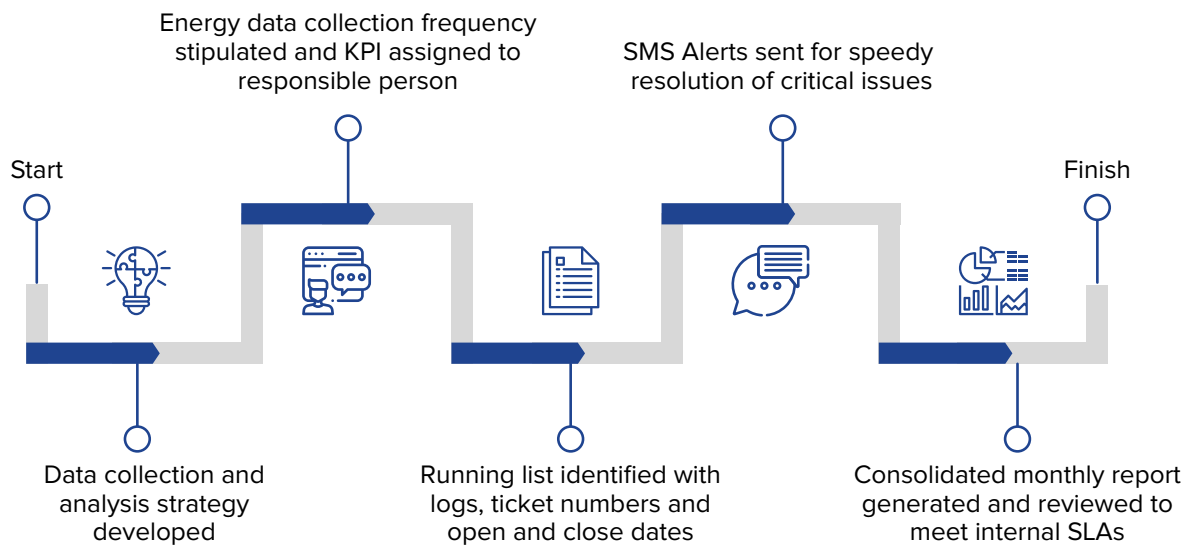 Start
Data collection and
analysis strategy
developed
Energy data collection frequency
stipulated and KPI assigned to
responsible person
Running list identified with
logs, ticket numbers and
open and close dates
SMS Alerts sent for speedy
resolution of critical issues
Consolidated monthly report
generated and reviewed to
meet internal SLAs
Finish